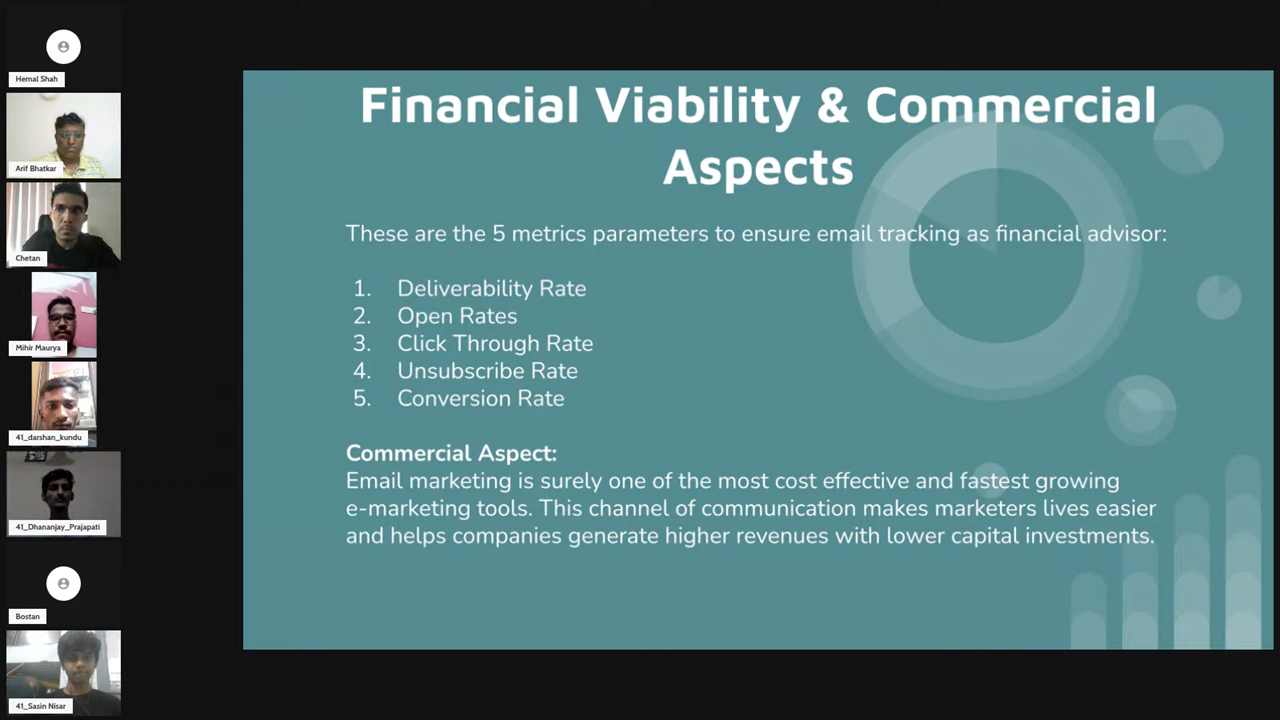 Hemal Shah
Arif Bhatkar
Chetan
Mihir Maurya
41_darshan_kundu
41_Dhananjay_Prajapati
Bostan
41_Sasin Nisar
Financial Viability & Commercial
Aspects
These are the 5 metrics parameters to ensure email tracking as financial advisor:
1. Deliverability Rate
2. Open Rates
3. Click Through Rate
4. Unsubscribe Rate
5. Conversion Rate
Commercial Aspect:
Email marketing is surely one of the most cost effective and fastest growing
e-marketing tools. This channel of communication makes marketers lives easier
and helps companies generate higher revenues with lower capital investments.